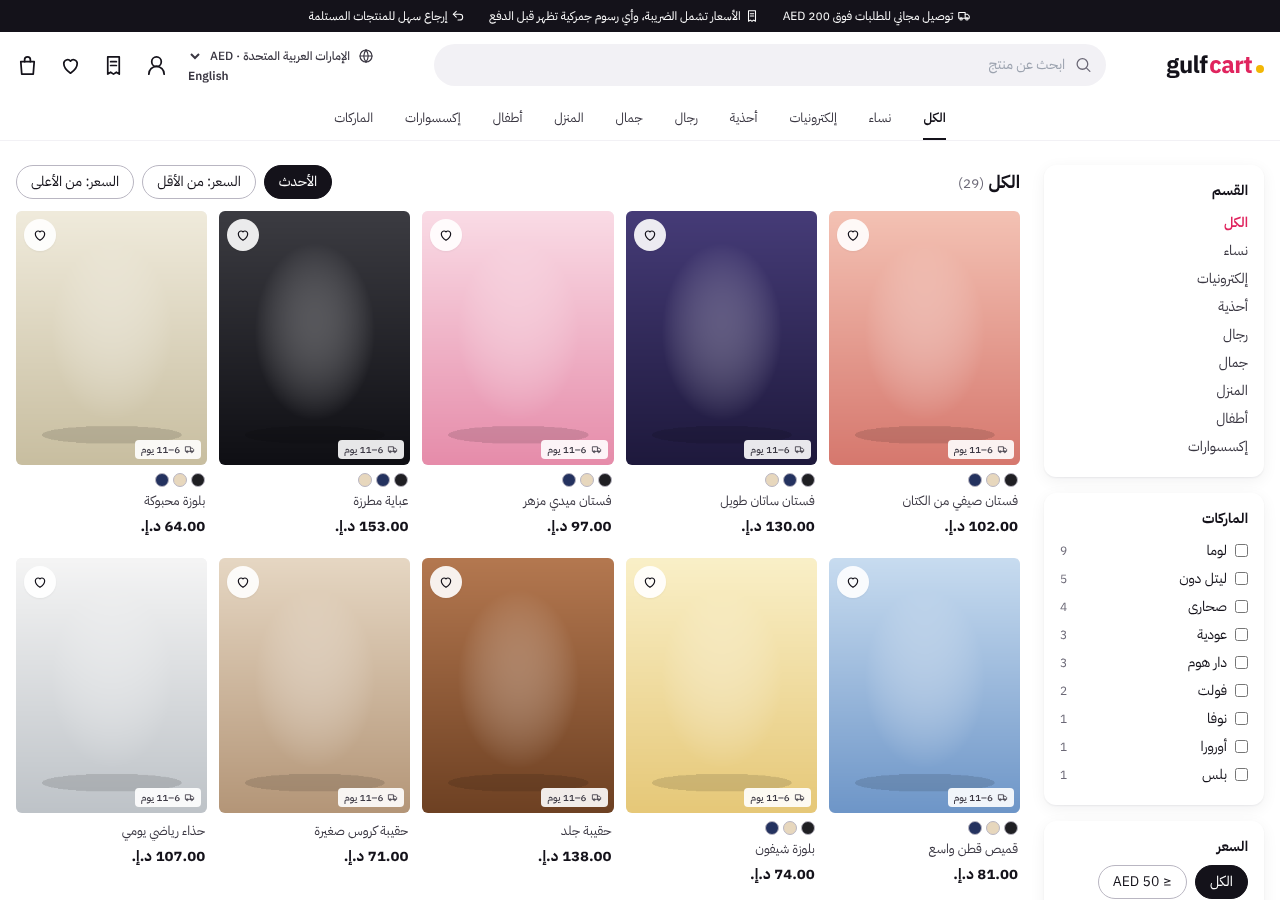 توصيل مجاني للطلبات فوق 200 AED
الأسعار تشمل الضريبة، وأي رسوم جمركية تظهر قبل الدفع
إرجاع سهل للمنتجات المستلمة
gulfcart
ابحث عن منتج
الإمارات العربية المتحدة · AED
English
الكل
نساء
إلكترونيات
أحذية
رجال
جمال
المنزل
أطفال
إكسسوارات
الماركات
القسم
الكل
نساء
إلكترونيات
أحذية
رجال
جمال
المنزل
أطفال
إكسسوارات
الماركات
لوما 9
ليتل دون 5
صحارى 4
عودية 3
دار هوم 3
فولت 2
نوفا 1
أورورا 1
بلس 1
السعر
الكل
≤ 50 AED
الكل (29)
الأحدث
السعر: من الأقل
السعر: من الأعلى
6–11 يوم
فستان صيفي من الكتان
102.00 د.إ.
6–11 يوم
فستان ساتان طويل
130.00 د.إ.
6–11 يوم
فستان ميدي مزهر
97.00 د.إ.
6–11 يوم
عباية مطرزة
153.00 د.إ.
6–11 يوم
بلوزة محبوكة
64.00 د.إ.
6–11 يوم
قميص قطن واسع
81.00 د.إ.
6–11 يوم
بلوزة شيفون
74.00 د.إ.
6–11 يوم
حقيبة جلد
138.00 د.إ.
6–11 يوم
حقيبة كروس صغيرة
71.00 د.إ.
6–11 يوم
حذاء رياضي يومي
107.00 د.إ.